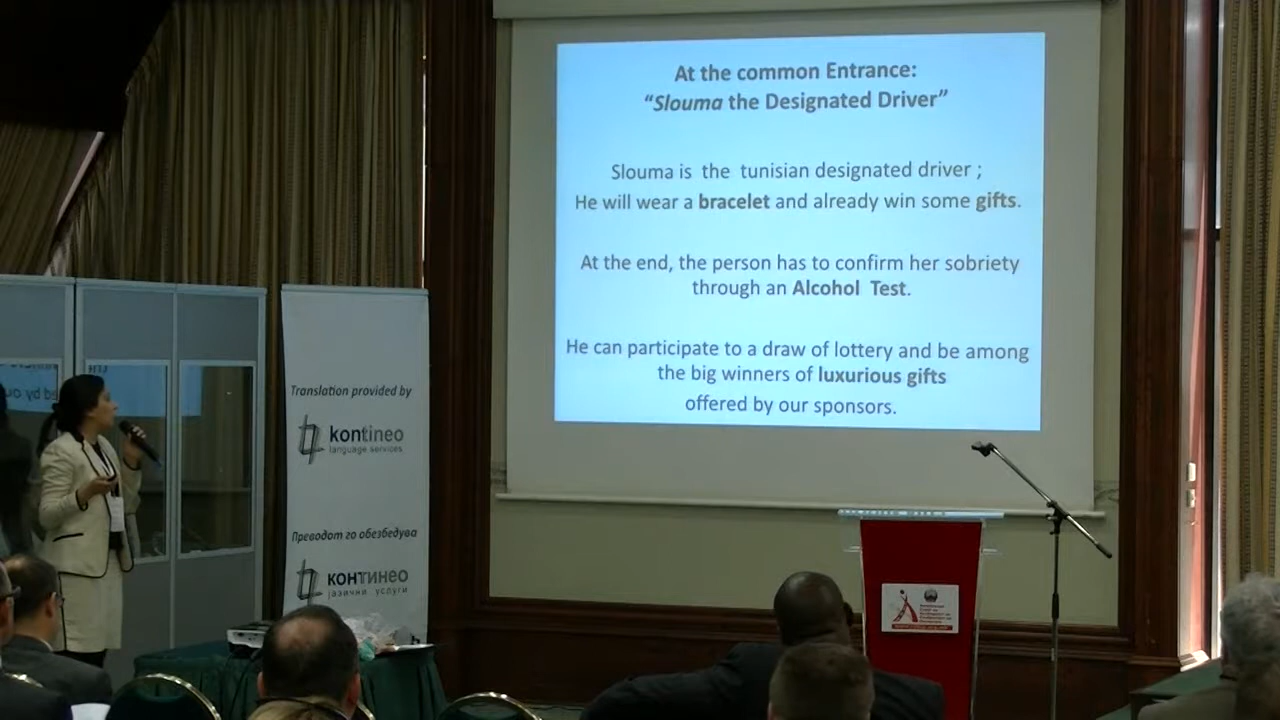 At the common Entrance:
“Slouma the Designated Driver”
Slouma is the tunisian designated driver ;
He will wear a bracelet and already win some gifts.
At the end, the person has to confirm her sobriety
through an Alcohol Test.
He can participate to a draw of lottery and be among
the big winners of luxurious gifts
offered by our sponsors.
Translation provided by
kontineo
language services
Преводот го обезбедува
континео
јазични услуги